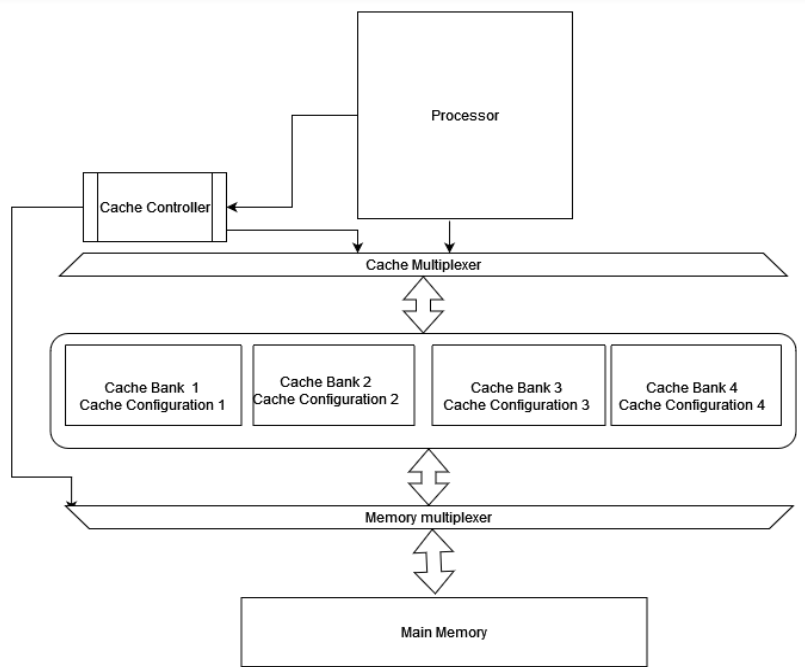 Processor
Cache Controller
Cache Multiplexer
Cache Bank 1
Cache Configuration 1
Cache Bank 2
Cache Configuration 2
Cache Bank 3
Cache Configuration 3
Cache Bank 4
Cache Configuration 4
Memory multiplexer
Main Memory